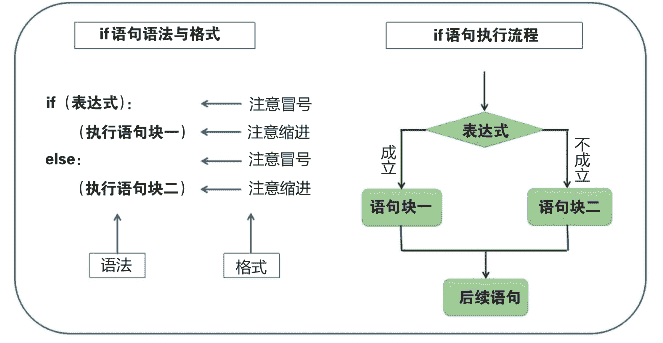 if语句语法与格式
if（表达式）：
注意冒号
（执行语句块一）
注意缩进
else：
注意冒号
（执行语句块二）
注意缩进
语法
格式
if语句执行流程
表达式
成立
不成立
语句块一
语句块二
后续语句